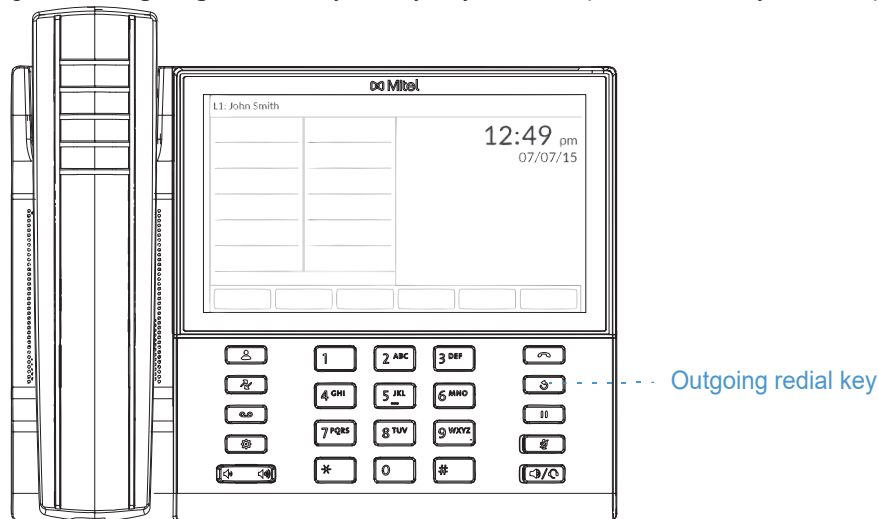 Mitel
L1: John Smith
12:49 pm
07/07/15
1
2 ABC
3 DEF
4 GHI
5 JKL
6 MNO
Outgoing redial key
7 PQRS
8 TUV
9 WXYZ
*
0
#